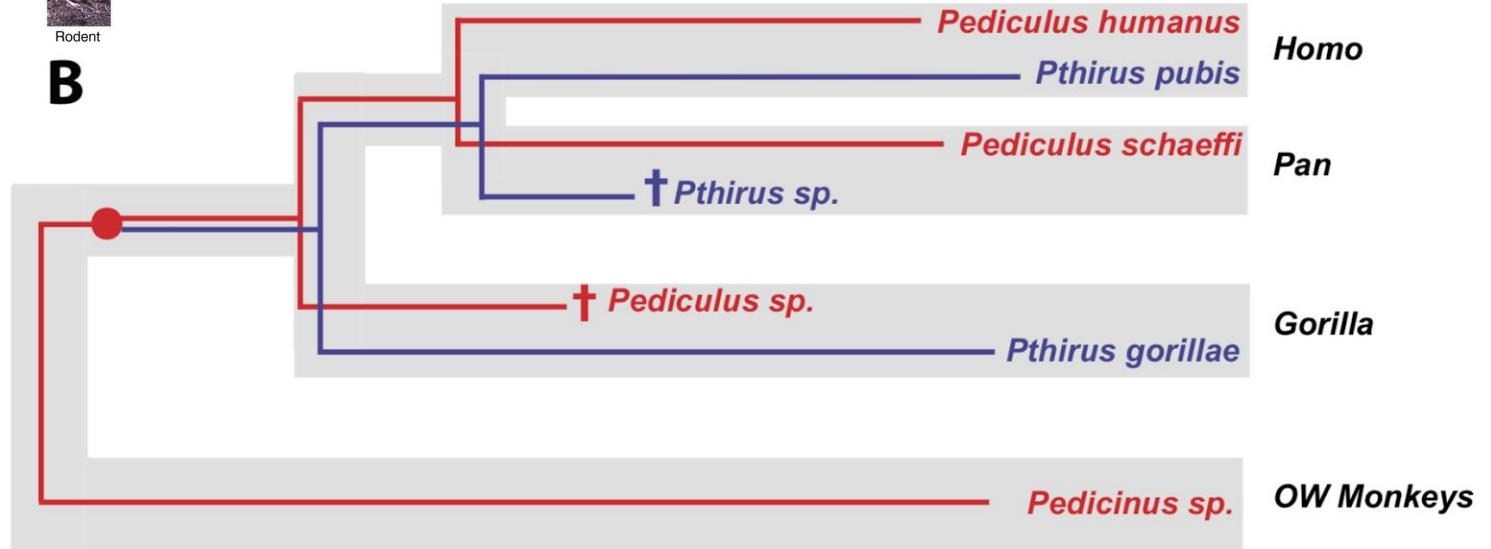 Rodent
B
Pediculus humanus
Homo
Pthirus pubis
Pediculus schaeffi
Pan
†Pthirus sp.
†Pediculus sp.
Gorilla
Pthirus gorillae
Pedicinus sp.
OW Monkeys